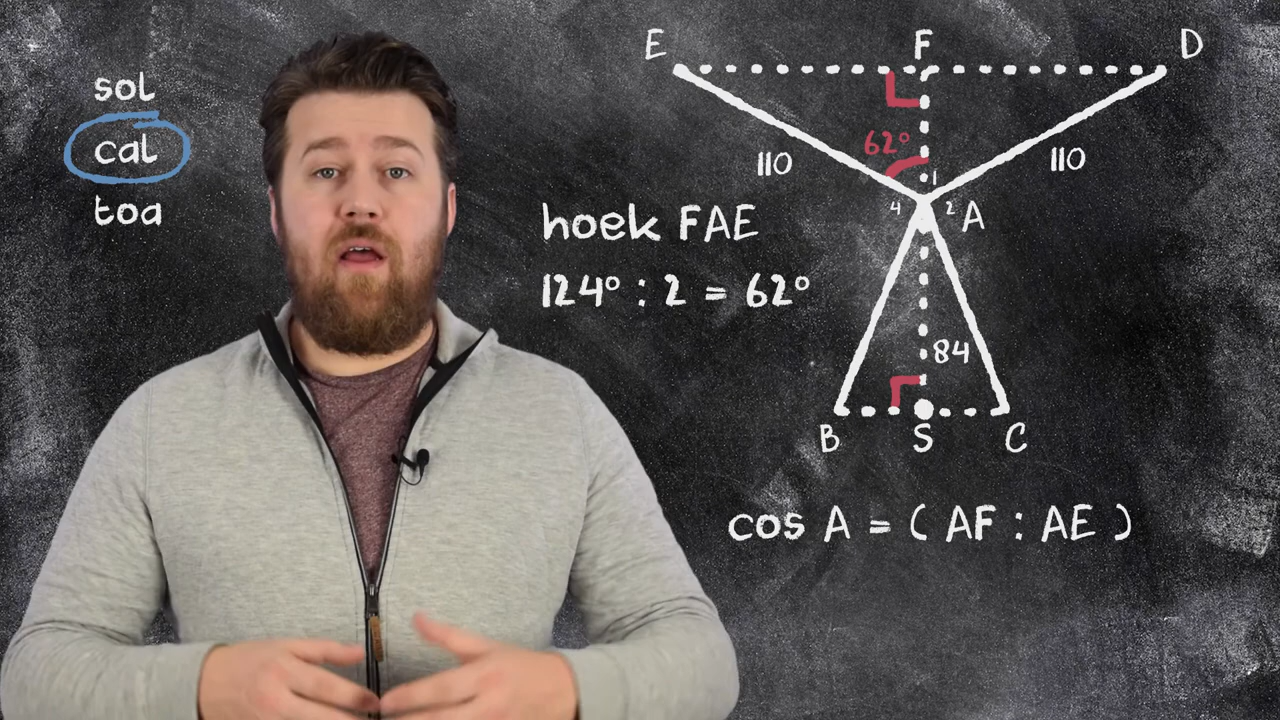 sol
cal
toa
hoek FAE
124° : 2 = 62°
E F D
62°
110 110
1
4 2 A
84
B S C
cos A = ( AF : AE )